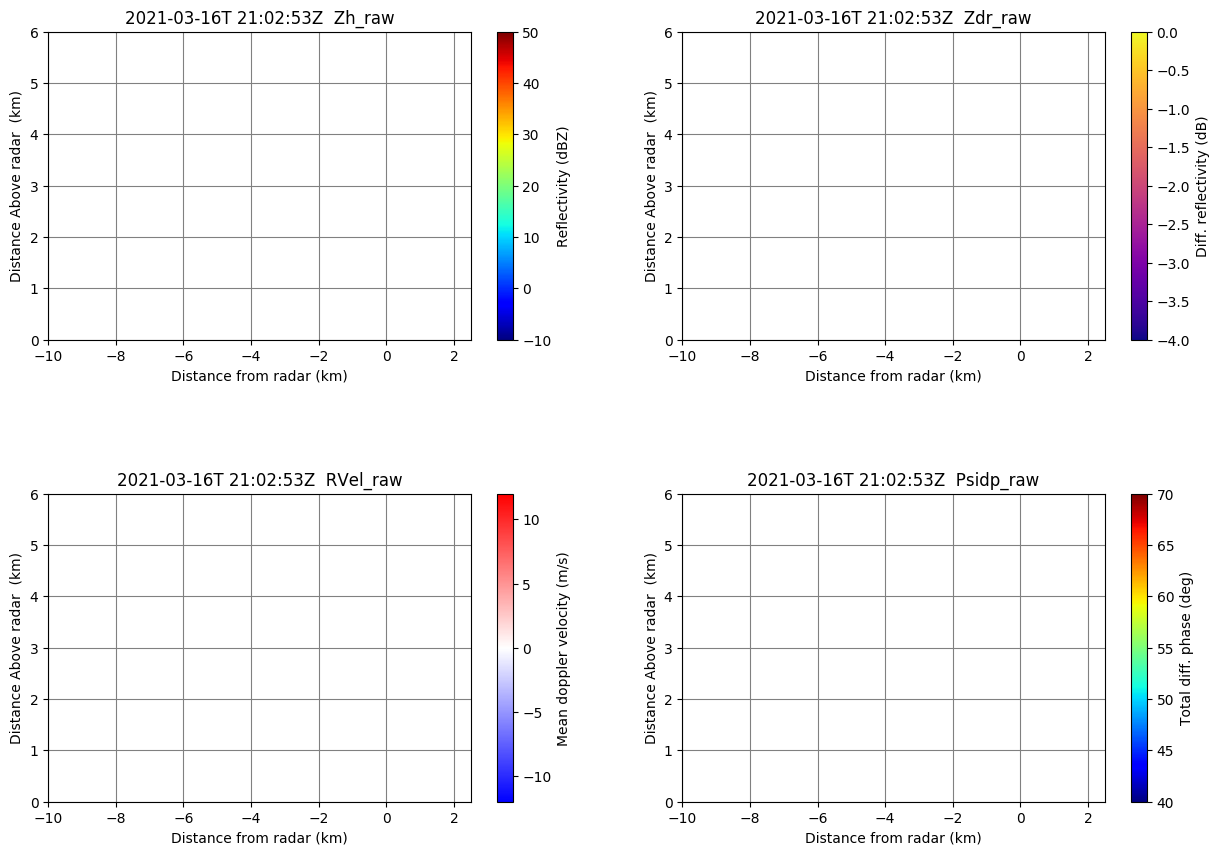 2021-03-16T 21:02:53Z  Zh_raw
6
5
4
3
2
1
0
Distance Above radar  (km)
−10 −8 −6 −4 −2 0 2
Distance from radar (km)
50
40
30
20
10
0
−10
Reflectivity (dBZ)
2021-03-16T 21:02:53Z  Zdr_raw
6
5
4
3
2
1
0
Distance Above radar  (km)
−10 −8 −6 −4 −2 0 2
Distance from radar (km)
0.0
−0.5
−1.0
−1.5
−2.0
−2.5
−3.0
−3.5
−4.0
Diff. reflectivity (dB)
2021-03-16T 21:02:53Z  RVel_raw
6
5
4
3
2
1
0
Distance Above radar  (km)
−10 −8 −6 −4 −2 0 2
Distance from radar (km)
10
5
0
−5
−10
Mean doppler velocity (m/s)
2021-03-16T 21:02:53Z  Psidp_raw
6
5
4
3
2
1
0
Distance Above radar  (km)
−10 −8 −6 −4 −2 0 2
Distance from radar (km)
70
65
60
55
50
45
40
Total diff. phase (deg)